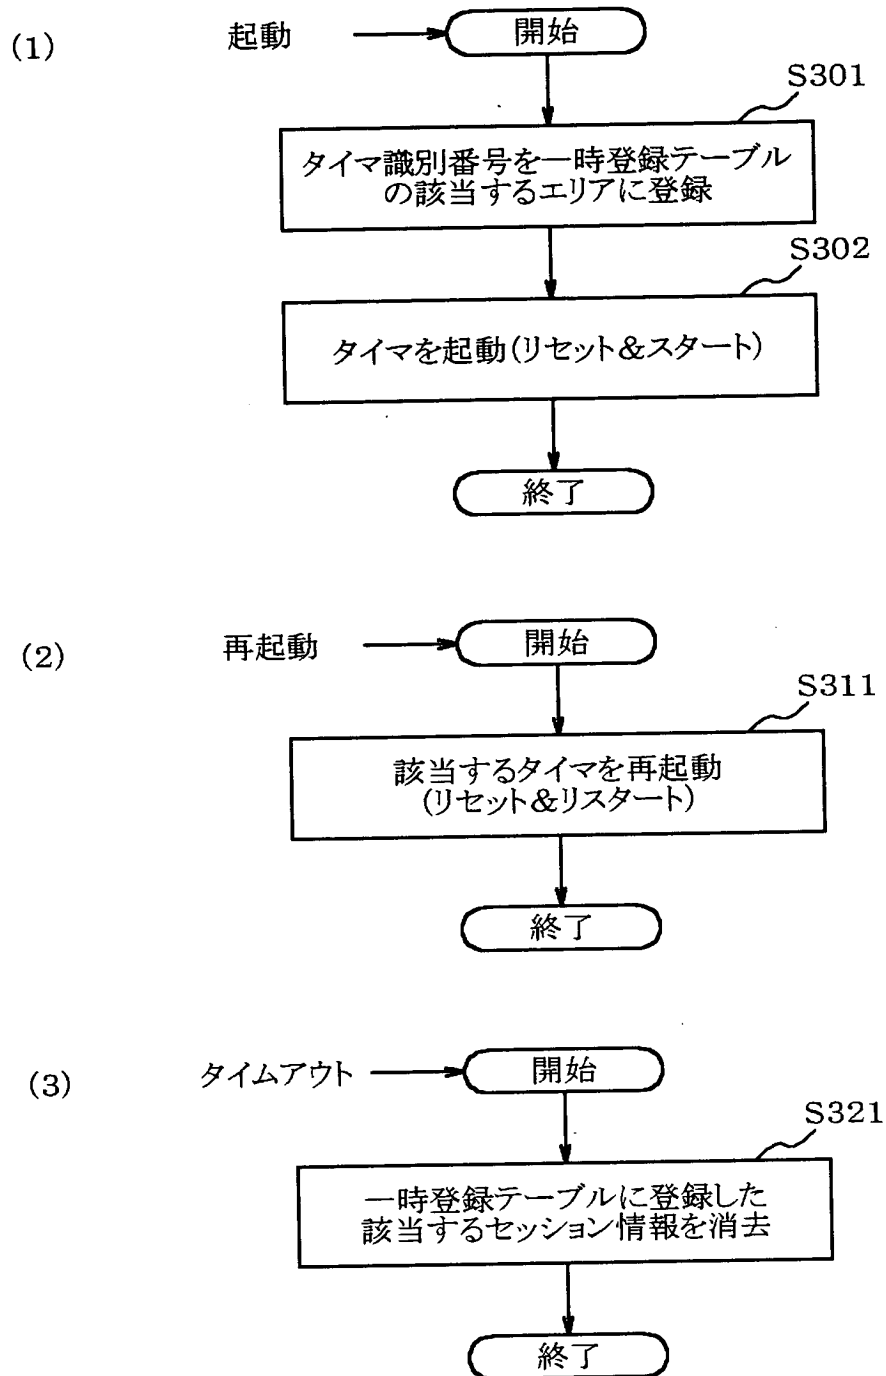 (1)
起動
開始
S301
タイマ識別番号を一時登録テーブル
の該当するエリアに登録
S302
タイマを起動(リセット&スタート)
終了
(2)
再起動
開始
S311
該当するタイマを再起動
(リセット&リスタート)
終了
(3)
タイムアウト
開始
S321
一時登録テーブルに登録した
該当するセッション情報を消去
終了